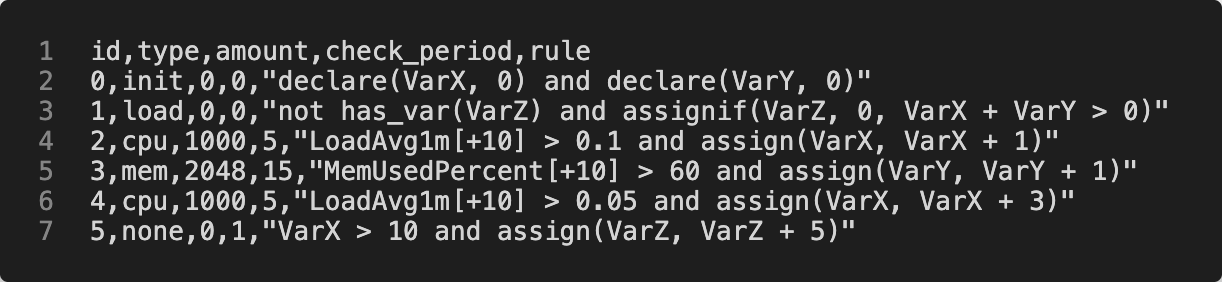 1 id,type,amount,check_period,rule
2 0,init,0,0,"declare(VarX, 0) and declare(VarY, 0)"
3 1,load,0,0,"not has_var(VarZ) and assignif(VarZ, 0, VarX + VarY > 0)"
4 2,cpu,1000,5,"LoadAvg1m[+10] > 0.1 and assign(VarX, VarX + 1)"
5 3,mem,2048,15,"MemUsedPercent[+10] > 60 and assign(VarY, VarY + 1)"
6 4,cpu,1000,5,"LoadAvg1m[+10] > 0.05 and assign(VarX, VarX + 3)"
7 5,none,0,1,"VarX > 10 and assign(VarZ, VarZ + 5)"